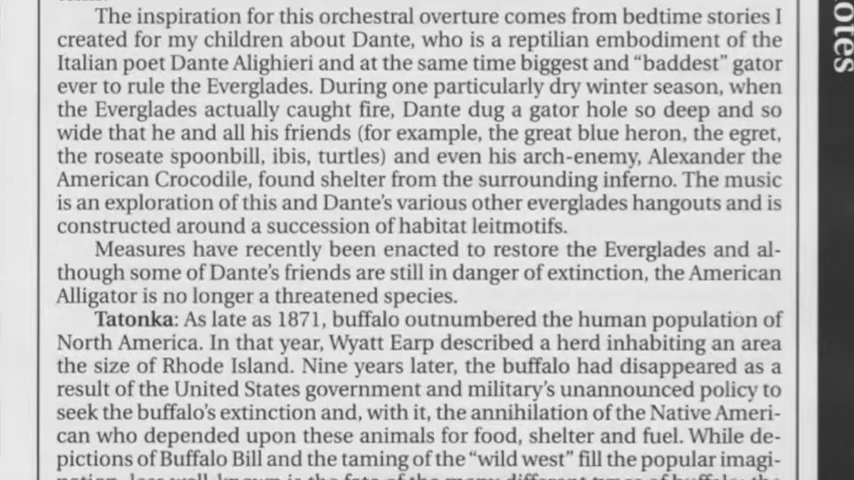 The inspiration for this orchestral overture comes from bedtime stories I
created for my children about Dante, who is a reptilian embodiment of the
Italian poet Dante Alighieri and at the same time biggest and “baddest” gator
ever to rule the Everglades. During one particularly dry winter season, when
the Everglades actually caught fire, Dante dug a gator hole so deep and so
wide that he and all his friends (for example, the great blue heron, the egret,
the roseate spoonbill, ibis, turtles) and even his arch-enemy, Alexander the
American Crocodile, found shelter from the surrounding inferno. The music
is an exploration of this and Dante’s various other everglades hangouts and is
constructed around a succession of habitat leitmotifs.
Measures have recently been enacted to restore the Everglades and al-
though some of Dante’s friends are still in danger of extinction, the American
Alligator is no longer a threatened species.
Tatonka: As late as 1871, buffalo outnumbered the human population of
North America. In that year, Wyatt Earp described a herd inhabiting an area
the size of Rhode Island. Nine years later, the buffalo had disappeared as a
result of the United States government and military’s unannounced policy to
seek the buffalo’s extinction and, with it, the annihilation of the Native Ameri-
can who depended upon these animals for food, shelter and fuel. While de-
pictions of Buffalo Bill and the taming of the “wild west” fill the popular imagi-
otes